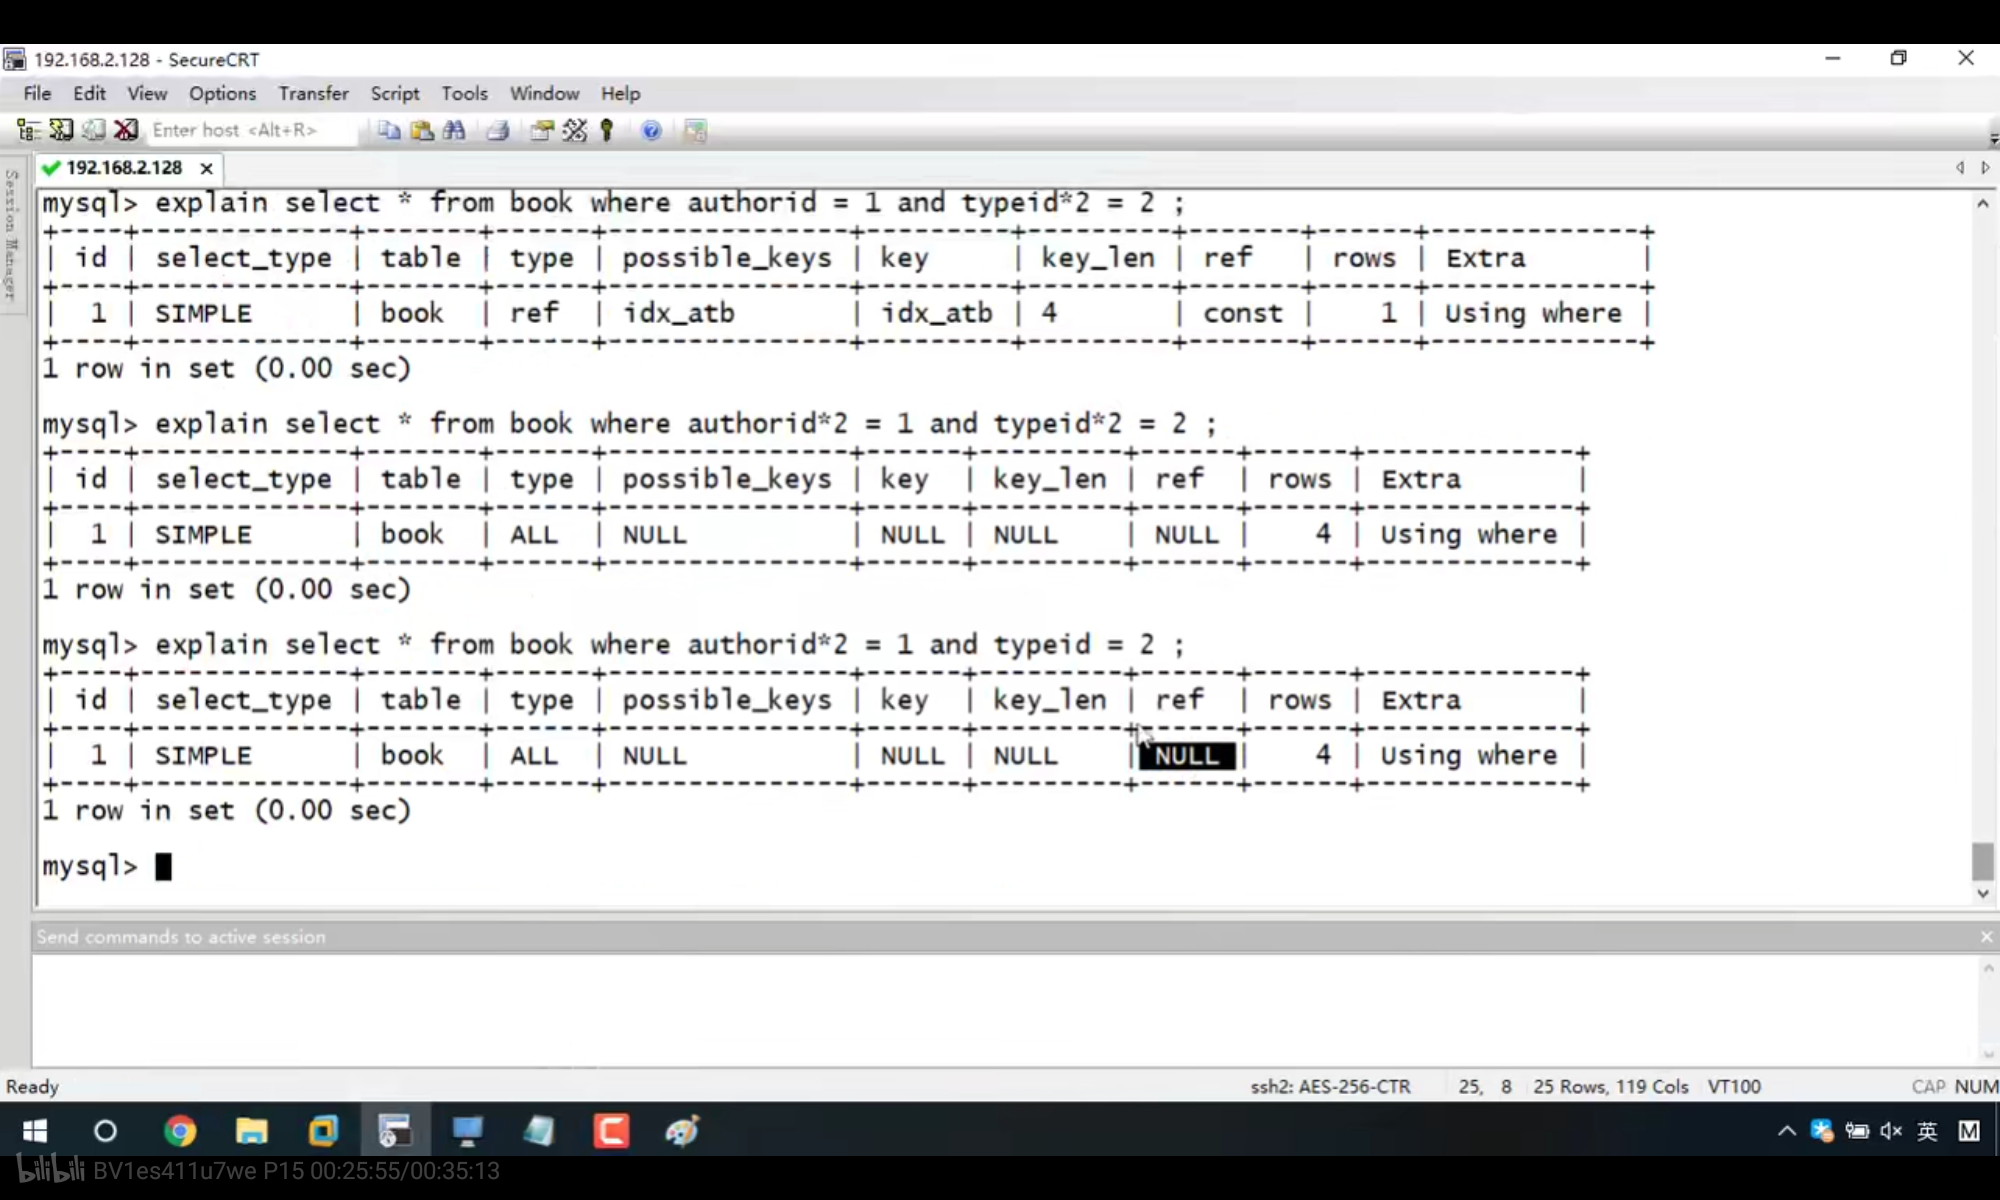 192.168.2.128 - SecureCRT
File Edit View Options Transfer Script Tools Window Help
Enter host <Alt+R>
192.168.2.128
Session Manager
mysql> explain select * from book where authorid = 1 and typeid*2 = 2 ;
+----+-------------+-------+------+---------------+---------+---------+-------+------+-------------+
| id | select_type | table | type | possible_keys | key     | key_len | ref   | rows | Extra       |
+----+-------------+-------+------+---------------+---------+---------+-------+------+-------------+
|  1 | SIMPLE      | book  | ref  | idx_atb       | idx_atb | 4       | const |    1 | Using where |
+----+-------------+-------+------+---------------+---------+---------+-------+------+-------------+
1 row in set (0.00 sec)
mysql> explain select * from book where authorid*2 = 1 and typeid*2 = 2 ;
+----+-------------+-------+------+---------------+------+---------+------+------+-------------+
| id | select_type | table | type | possible_keys | key  | key_len | ref  | rows | Extra       |
+----+-------------+-------+------+---------------+------+---------+------+------+-------------+
|  1 | SIMPLE      | book  | ALL  | NULL          | NULL | NULL    | NULL |    4 | Using where |
+----+-------------+-------+------+---------------+------+---------+------+------+-------------+
1 row in set (0.00 sec)
mysql> explain select * from book where authorid*2 = 1 and typeid = 2 ;
+----+-------------+-------+------+---------------+------+---------+------+------+-------------+
| id | select_type | table | type | possible_keys | key  | key_len | ref  | rows | Extra       |
+----+-------------+-------+------+---------------+------+---------+------+------+-------------+
|  1 | SIMPLE      | book  | ALL  | NULL          | NULL | NULL    | NULL |    4 | Using where |
+----+-------------+-------+------+---------------+------+---------+------+------+-------------+
1 row in set (0.00 sec)
mysql>
Send commands to active session
Ready ssh2: AES-256-CTR 25, 8 25 Rows, 119 Cols VT100 CAP NUM
英 M
bilibili BV1es411u7we P15 00:25:55/00:35:13